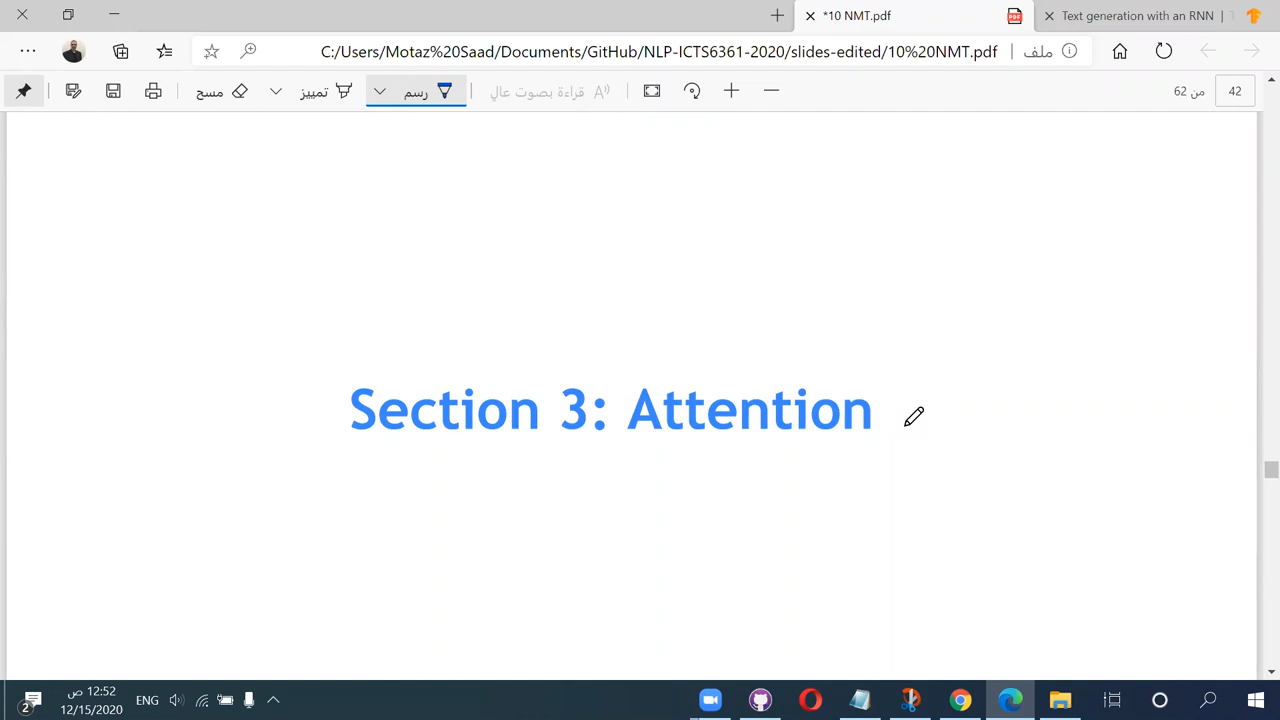 *10 NMT.pdf
Text generation with an RNN | T
C:/Users/Motaz%20Saad/Documents/GitHub/NLP-ICTS6361-2020/slides-edited/10%20NMT.pdf
ملف
مسح
تمييز
رسم
قراءة بصوت عالٍ
من 62
42
Section 3: Attention
2
12:52 ص
12/15/2020
ENG